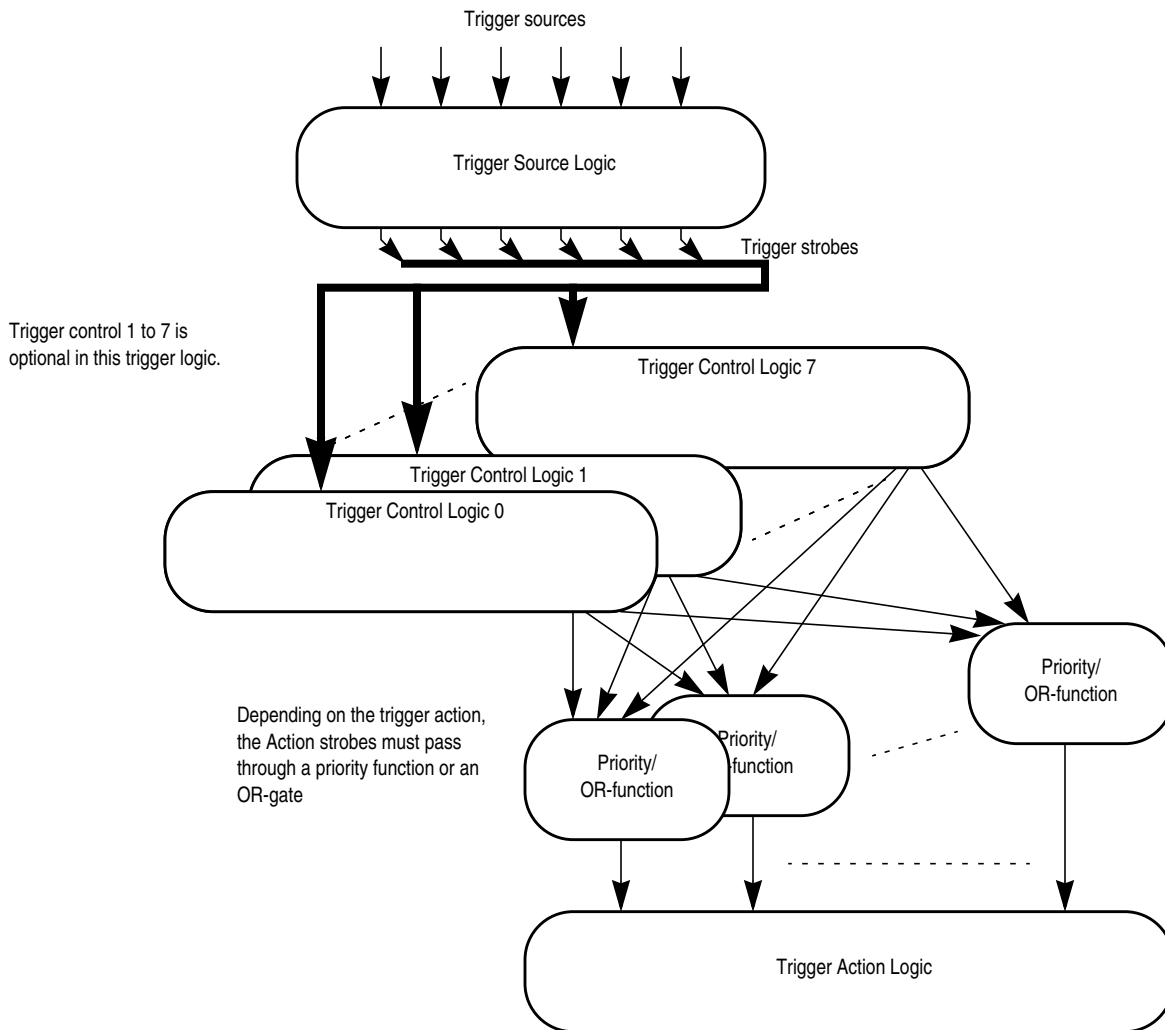 Trigger sources
Trigger Source Logic
Trigger strobes
Trigger control 1 to 7 is
optional in this trigger logic.
Trigger Control Logic 7
Trigger Control Logic 1
Trigger Control Logic 0
Priority/
OR-function
Depending on the trigger action,
the Action strobes must pass
through a priority function or an
OR-gate
Priority/
-function
Priority/
OR-function
Trigger Action Logic